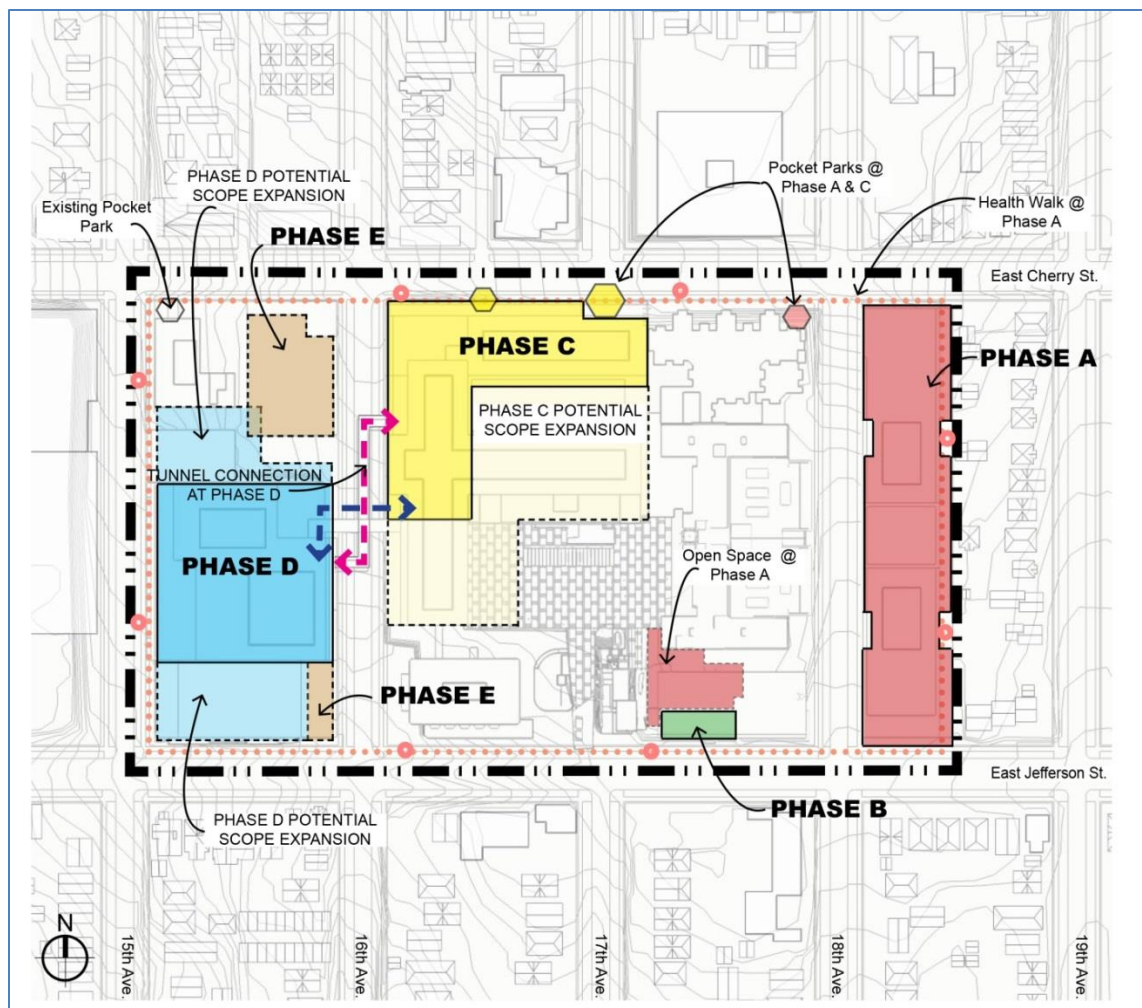 Pocket Parks @
Phase A & C
PHASE D POTENTIAL
SCOPE EXPANSION
Existing Pocket
Park
Health Walk @
Phase A
PHASE E
East Cherry St.
PHASE C
PHASE A
PHASE C POTENTIAL
SCOPE EXPANSION
TUNNEL CONNECTION
AT PHASE D
PHASE D
Open Space @
Phase A
PHASE E
East Jefferson St.
PHASE B
PHASE D POTENTIAL
SCOPE EXPANSION
N
15th Ave.
16th Ave.
17th Ave.
18th Ave.
19th Ave.